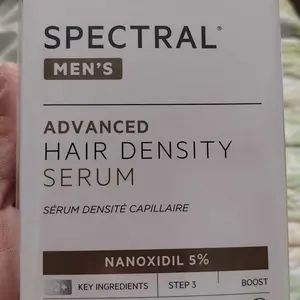 SPECTRAL®
MEN'S
ADVANCED
HAIR DENSITY
SERUM
SÉRUM DENSITÉ CAPILLAIRE
NANOXIDIL 5%
KEY INGREDIENTS STEP 3 BOOST